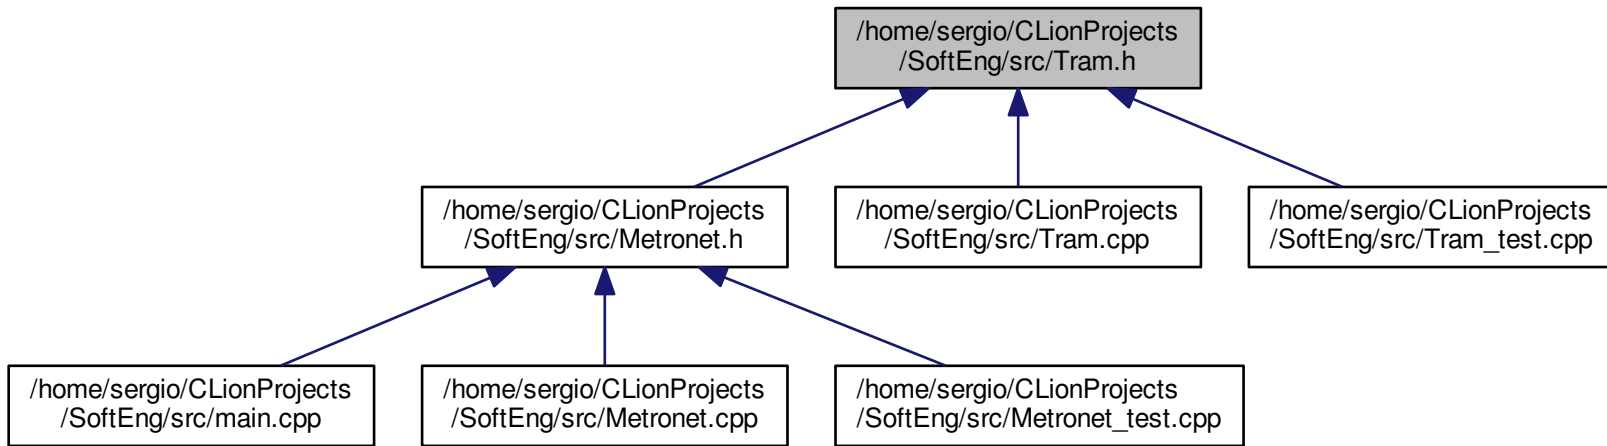 /home/sergio/CLionProjects
/SoftEng/src/Tram.h
/home/sergio/CLionProjects
/SoftEng/src/Metronet.h
/home/sergio/CLionProjects
/SoftEng/src/Tram.cpp
/home/sergio/CLionProjects
/SoftEng/src/Tram_test.cpp
/home/sergio/CLionProjects
/SoftEng/src/main.cpp
/home/sergio/CLionProjects
/SoftEng/src/Metronet.cpp
/home/sergio/CLionProjects
/SoftEng/src/Metronet_test.cpp